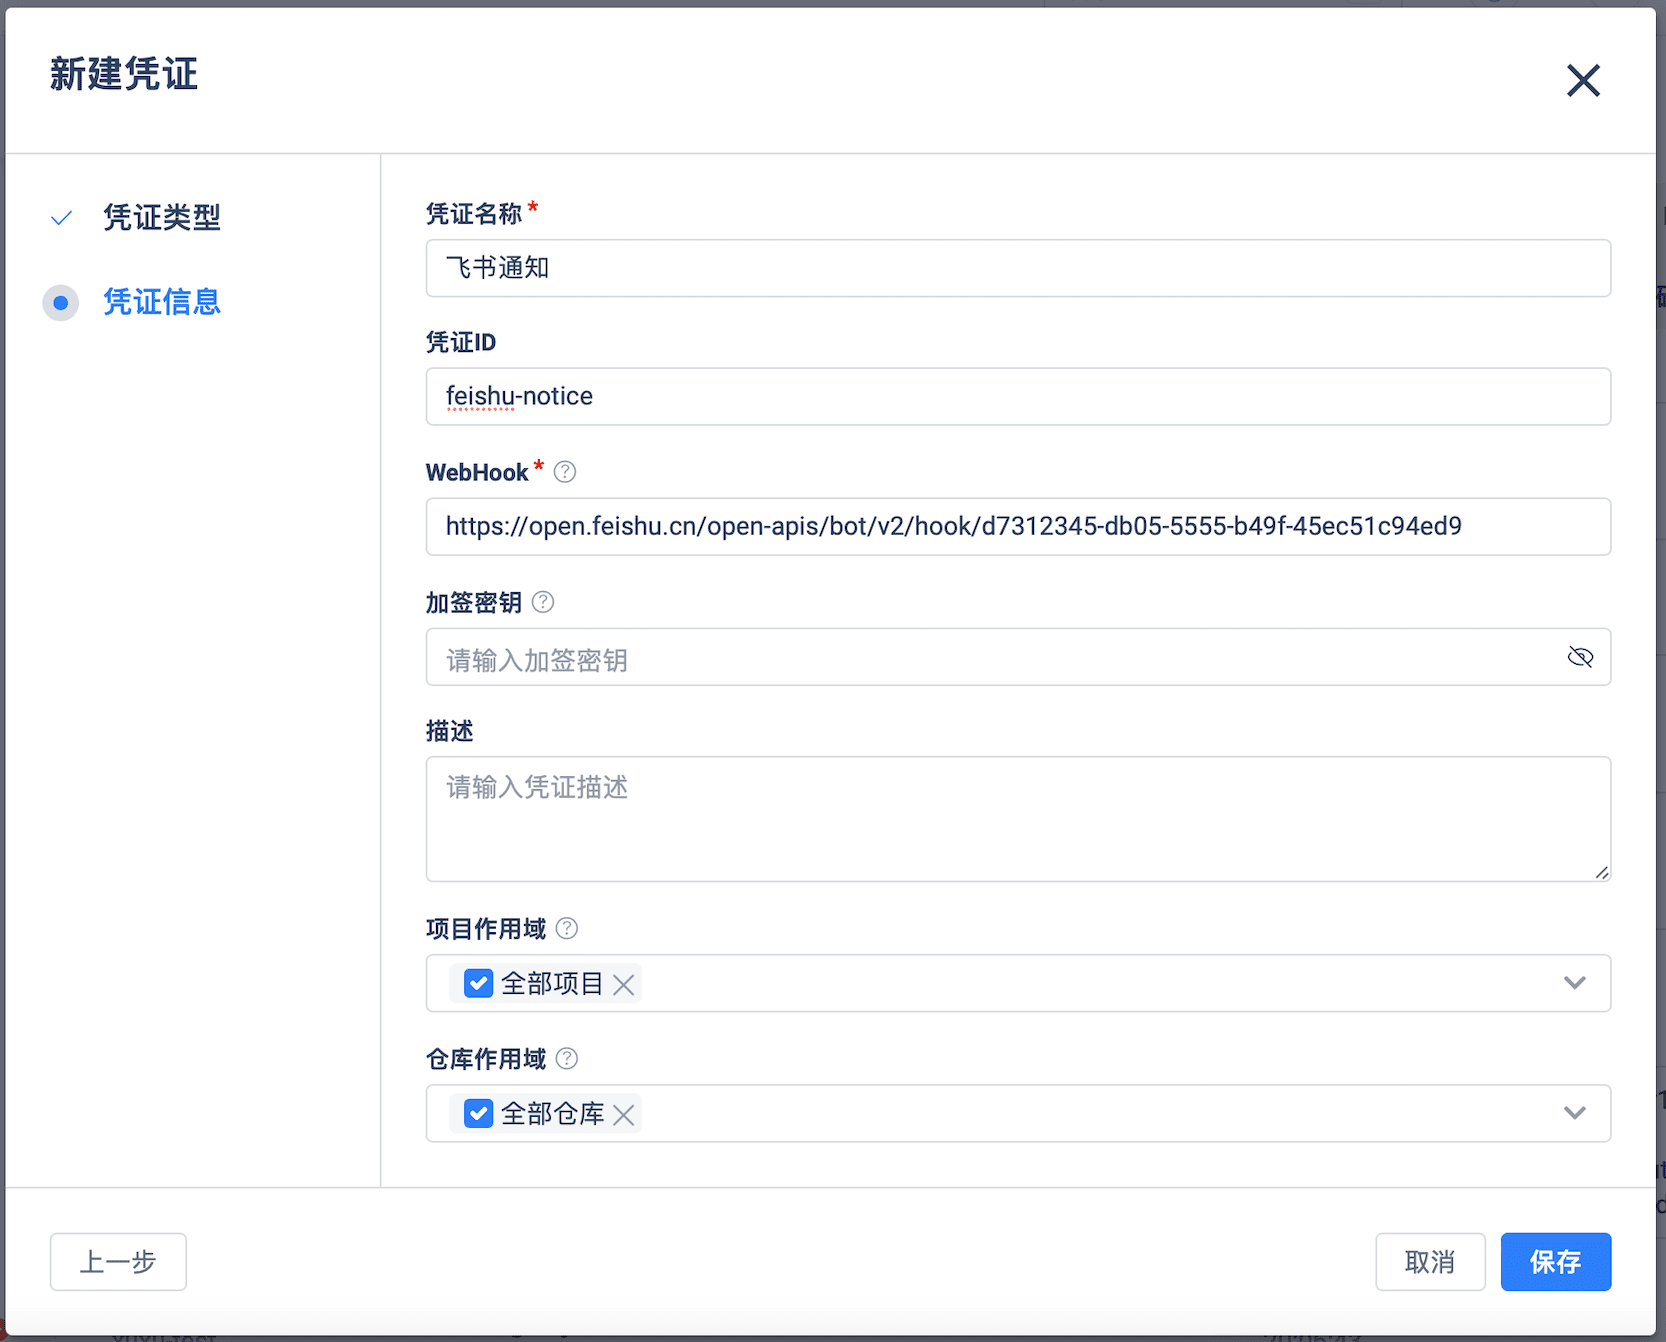 新建凭证
凭证类型
凭证信息
凭证名称*
飞书通知
凭证ID
feishu-notice
WebHook*
https://open.feishu.cn/open-apis/bot/v2/hook/d7312345-db05-5555-b49f-45ec51c94ed9
加签密钥
请输入加签密钥
描述
请输入凭证描述
项目作用域
全部项目
仓库作用域
全部仓库
上一步
取消
保存